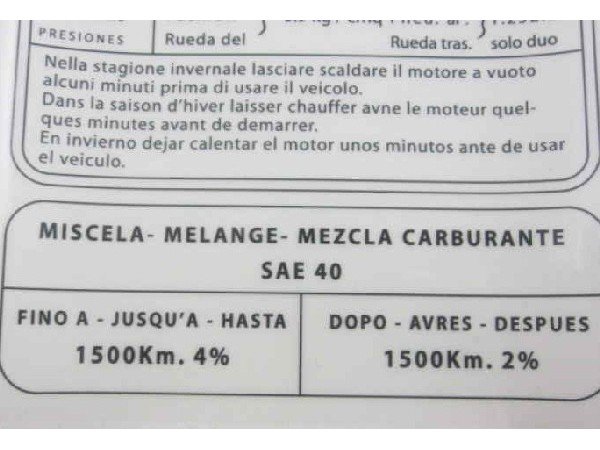 PRESIONES
Rueda del
Rueda tras. solo duo
Nella stagione invernale lasciare scaldare il motore a vuoto
alcuni minuti prima di usare il veicolo.
Dans la saison d'hiver laisser chauffer avne le moteur quel-
ques minutes avant de demarrer.
En invierno dejar calentar el motor unos minutos ante de usar
el veiculo.
MISCELA- MELANGE- MEZCLA CARBURANTE
SAE 40
FINO A - JUSQU'A - HASTA
1500Km. 4%
DOPO - AVRES - DESPUES
1500Km. 2%